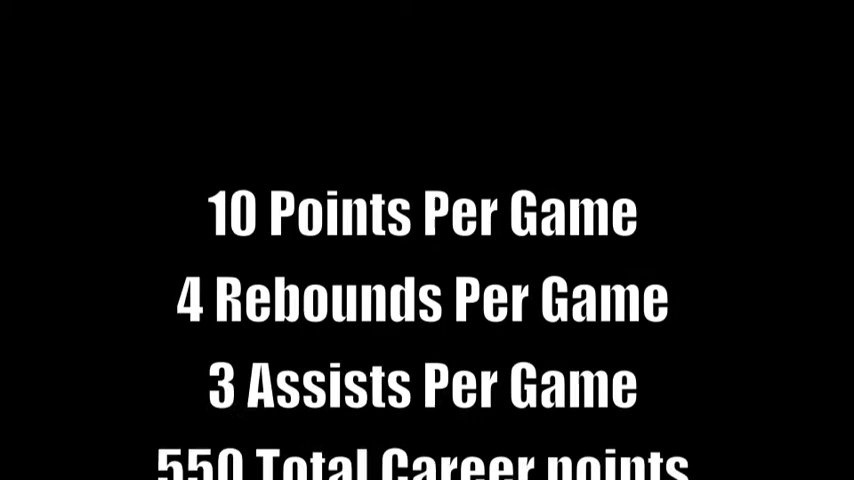 10 Points Per Game
4 Rebounds Per Game
3 Assists Per Game
550 Total Career points